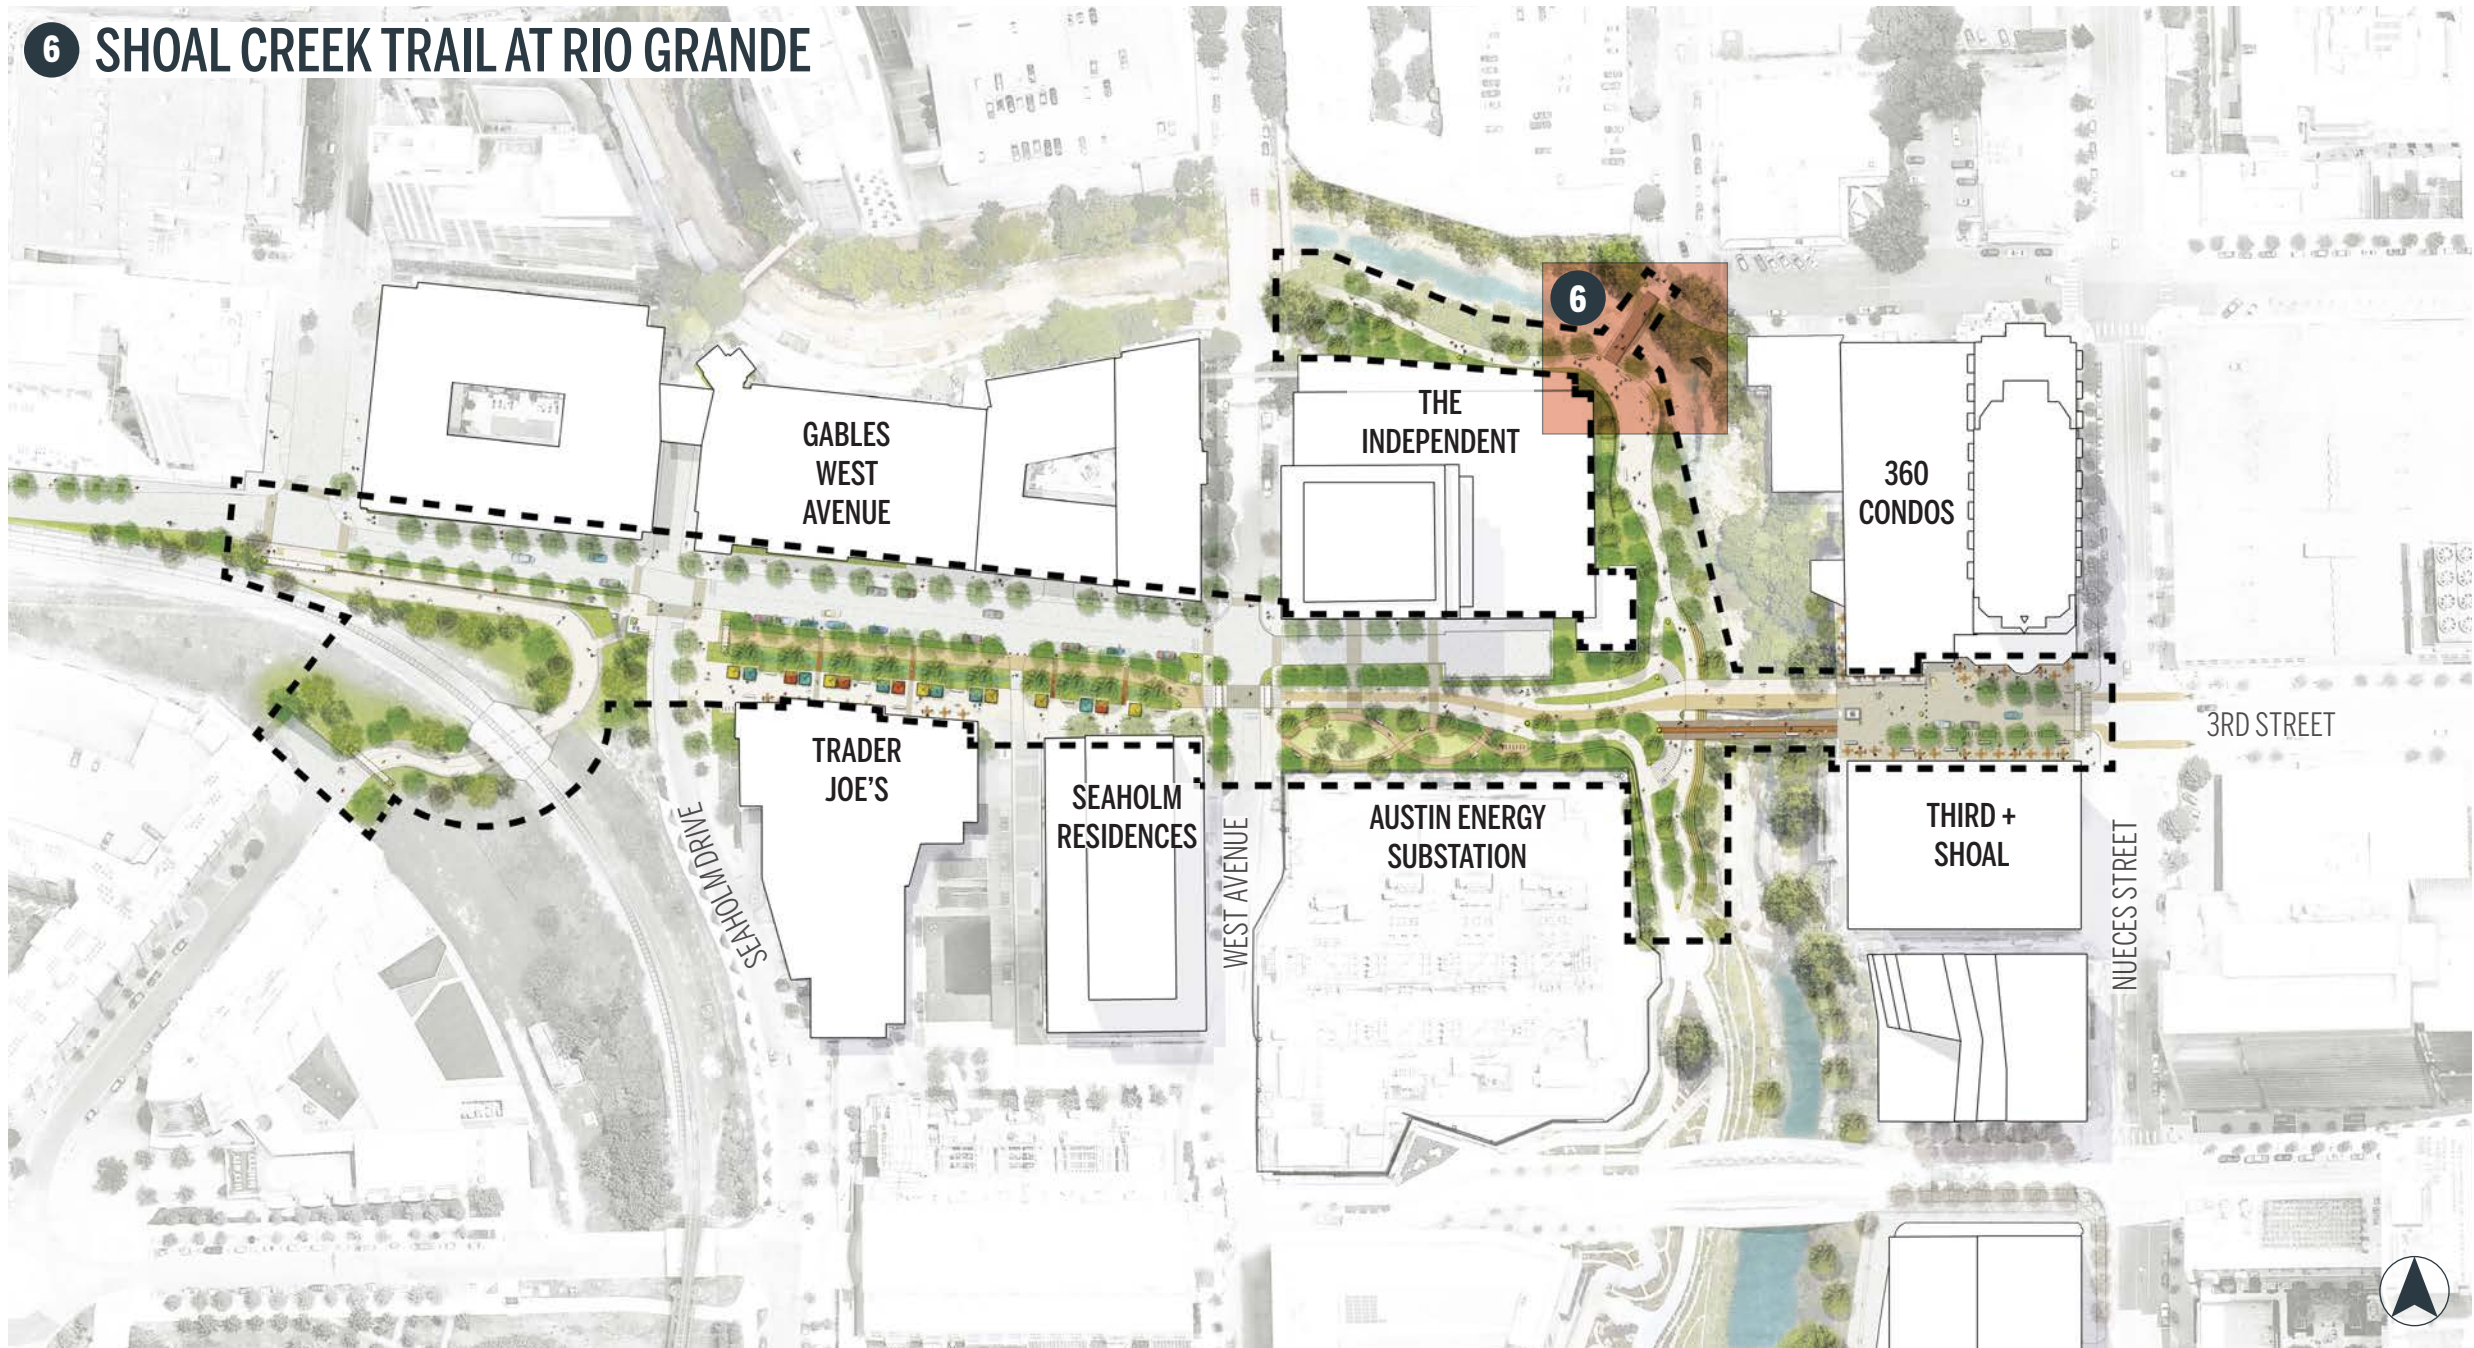 6 SHOAL CREEK TRAIL AT RIO GRANDE
6
THE
INDEPENDENT
GABLES
WEST
AVENUE
360
CONDOS
3RD STREET
TRADER
JOE'S
SEAHOLM
RESIDENCES
AUSTIN ENERGY
SUBSTATION
THIRD +
SHOAL
SEAHOLM DRIVE
WEST AVENUE
NUECES STREET